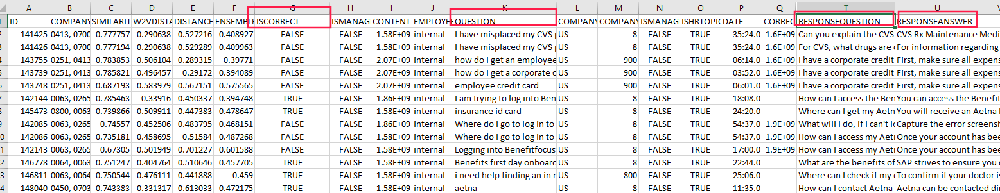 A B C D E F G H I J K L M N O P Q T U
ID COMPANY SIMILARIT W2VDISTA DISTANCE ENSEMBLE ISCORRECT ISMANAG CONTENT_ EMPLOYEE QUESTION COMPANY COMPANY ISMANAG ISHRTOPIC DATE CORREC RESPONSEQUESTION RESPONSEANSWER
2 141425 0413, 0700 0.777757 0.290638 0.527216 0.408927 FALSE FALSE 1.58E+09 internal I have misplaced my CVS US 8 FALSE TRUE 35:24.0 1.6E+09 Can you explain the CVS CVS Rx Maintenance Medi
3 141426 0413, 0700 0.777194 0.290638 0.529289 0.409963 FALSE FALSE 1.58E+09 internal I have misplaced my CVS US 8 FALSE TRUE 35:24.0 1.6E+09 For CVS, what drugs are For information regarding
4 143755 0251, 0413 0.783853 0.506104 0.289315 0.39771 FALSE FALSE 2.07E+09 internal how do I get an employee US 900 FALSE TRUE 06:14.0 1.6E+09 I have a corporate credit First, make sure all expens
5 143739 0251, 0413 0.785821 0.496457 0.29172 0.394089 FALSE FALSE 2.07E+09 internal how do I get a corporate c US 900 FALSE TRUE 03:52.0 1.6E+09 I have a corporate credit First, make sure all expens
6 143748 0251, 0413 0.687193 0.583979 0.567151 0.575565 FALSE FALSE 2.07E+09 internal employee credit card US 900 FALSE TRUE 06:01.0 1.6E+09 I have a corporate credit First, make sure all expens
7 142144 0063, 0265 0.785463 0.33916 0.450337 0.394748 TRUE FALSE 1.86E+09 internal I am trying to log into Ben US 8 FALSE TRUE 18:08.0 How can I access the Ben You can access the Benefit
8 145473 0800, 0063 0.739866 0.509911 0.447383 0.478647 TRUE FALSE 1.58E+09 internal insurance id card US 8 FALSE TRUE 24:20.0 Where can I get my Aetn You will receive an Aetna
9 142085 0063, 0265 0.74557 0.452506 0.483795 0.468151 FALSE FALSE 1.86E+09 internal Where do I go to log in to US 8 FALSE TRUE 54:37.0 1.9E+09 What will I do, if I can't l Capture the error screensh
0 142086 0063, 0265 0.735181 0.458695 0.51584 0.487268 FALSE FALSE 1.58E+09 internal Where do I go to log in to US 8 FALSE TRUE 54:37.0 1.9E+09 How can I access my Aet Once your account has bee
1 142143 0063, 0265 0.67305 0.501949 0.701227 0.601588 FALSE FALSE 1.58E+09 internal Logging into Benefitfocus US 8 FALSE TRUE 17:00.0 1.9E+09 How can I access my Aet Once your account has bee
2 146778 0064, 0063 0.751247 0.404764 0.510646 0.457705 TRUE FALSE 1.58E+09 internal Benefits first day onboard US 8 FALSE TRUE 22:44.0 What are the benefits of SAP strives to ensure you
3 146811 0063, 0064 0.750544 0.476111 0.441888 0.459 TRUE FALSE 1.58E+09 internal i need help finding an in n US 800 FALSE TRUE 25:06.0 Where can I check if my To confirm if your doctor is
4 148040 0450, 0703 0.743383 0.331317 0.613033 0.472175 TRUE FALSE 1.58E+09 internal aetna US 8 FALSE TRUE 11:35.0 How can I contact Aetna Aetna can be contacted di